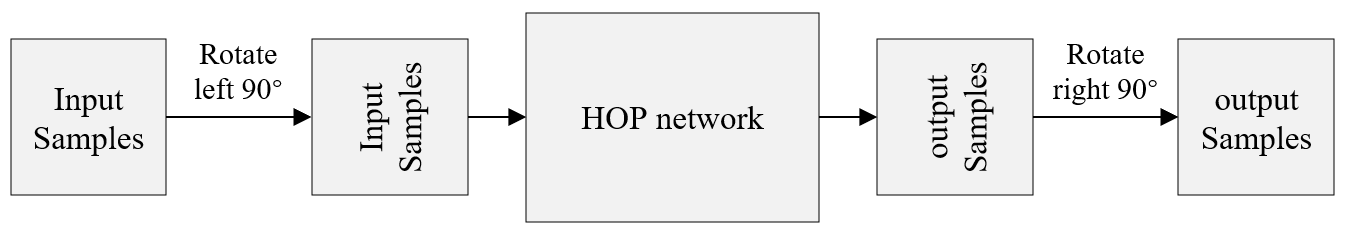 Input
Samples
Rotate
left 90°
Input
Samples
HOP network
output
Samples
Rotate
right 90°
output
Samples